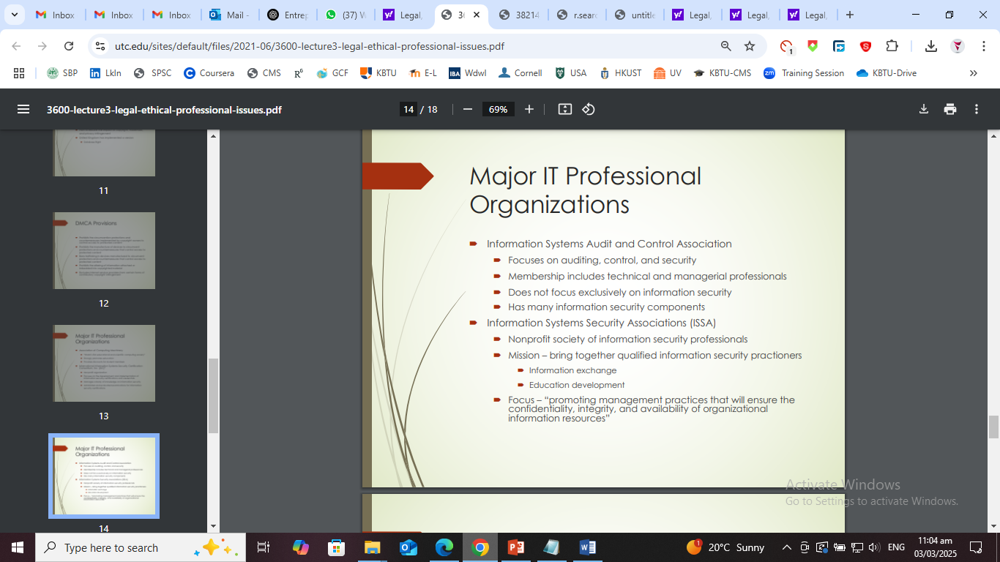 Inbox
Inbox
Inbox
Mail -
Entrep
(37) W
Legal,
3(
38214
r.sear
untitle
Legal,
Legal,
Legal,
utc.edu/sites/default/files/2021-06/3600-lecture3-legal-ethical-professional-issues.pdf
1
SBP
LkIn
SPSC
Coursera
CMS
GCF
KBTU
E-L
IBA Wdwl
Cornell
USA
HKUST
UV
KBTU-CMS
zm Training Session
KBTU-Drive
3600-lecture3-legal-ethical-professional-issues.pdf
14 / 18
69%
11
DMCA Provisions
12
Major IT Professional
Organizations
13
Major IT Professional
Organizations
14
Major IT Professional
Organizations
Information Systems Audit and Control Association
Focuses on auditing, control, and security
Membership includes technical and managerial professionals
Does not focus exclusively on information security
Has many information security components
Information Systems Security Associations (ISSA)
Nonprofit society of information security professionals
Mission – bring together qualified information security practioners
Information exchange
Education development
Focus – “promoting management practices that will ensure the
confidentiality, integrity, and availability of organizational
information resources”
Activate Windows
Go to Settings to activate Windows.
Type here to search
1
20°C Sunny
ENG
11:04 am
03/03/2025